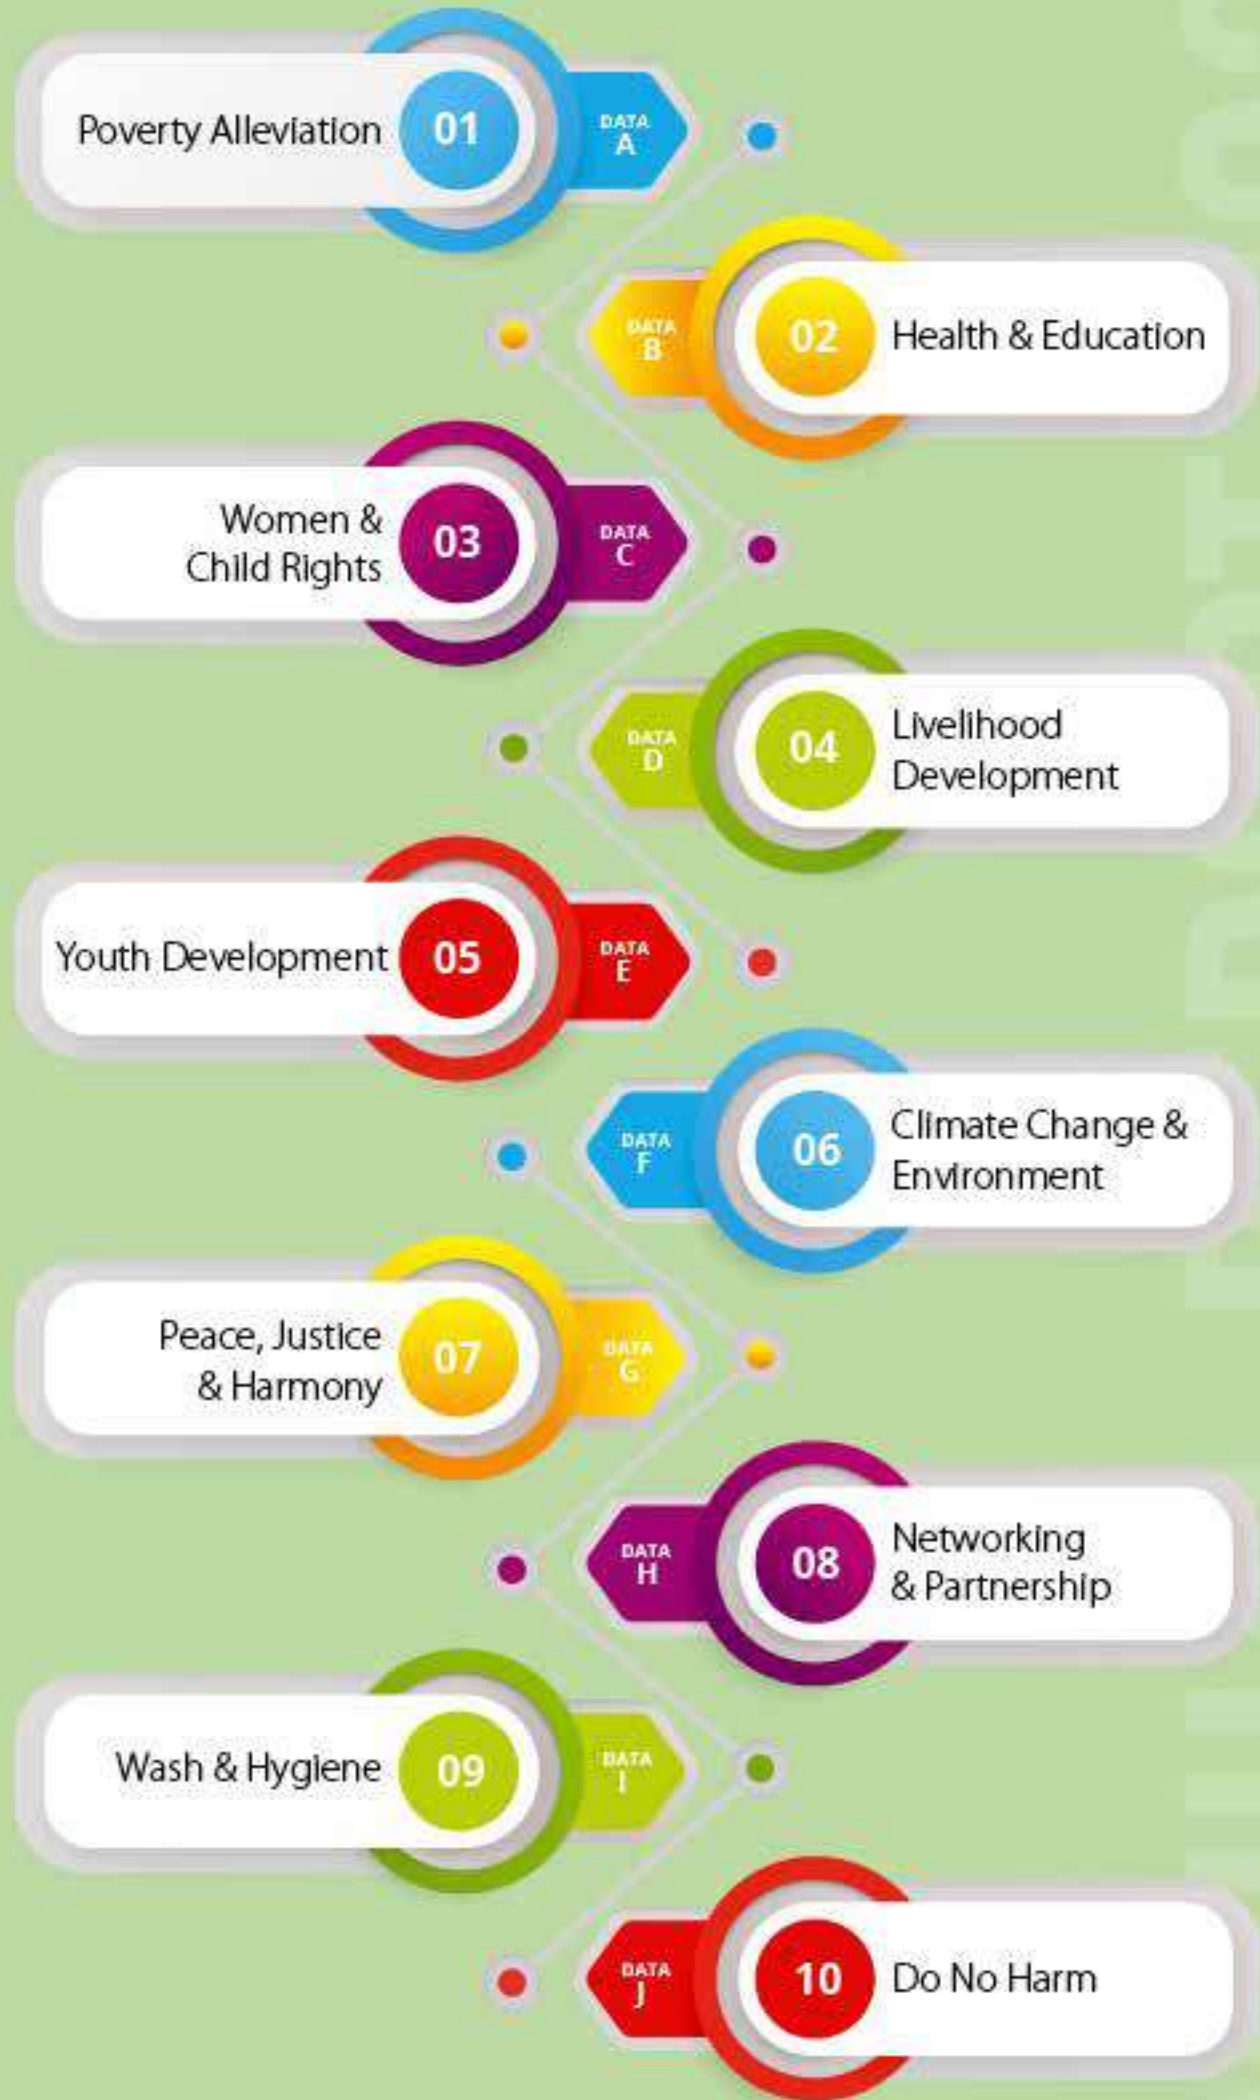 Poverty Alleviation
01
DATA
A
DATA
B
02
Health & Education
Women &
Child Rights
03
DATA
C
DATA
D
04
Livelihood
Development
Youth Development
05
DATA
E
DATA
F
06
Climate Change &
Environment
Peace, Justice
& Harmony
07
DATA
G
DATA
H
08
Networking
& Partnership
Wash & Hygiene
09
DATA
I
DATA
J
10
Do No Harm